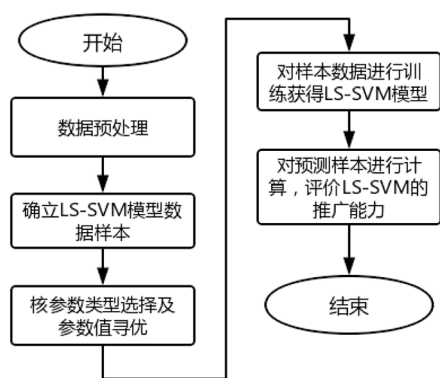 开始
数据预处理
确立LS-SVM模型数
据样本
核参数类型选择及
参数值寻优
对样本数据进行训
练获得LS-SVM模型
对预测样本进行计
算，评价LS-SVM的
推广能力
结束